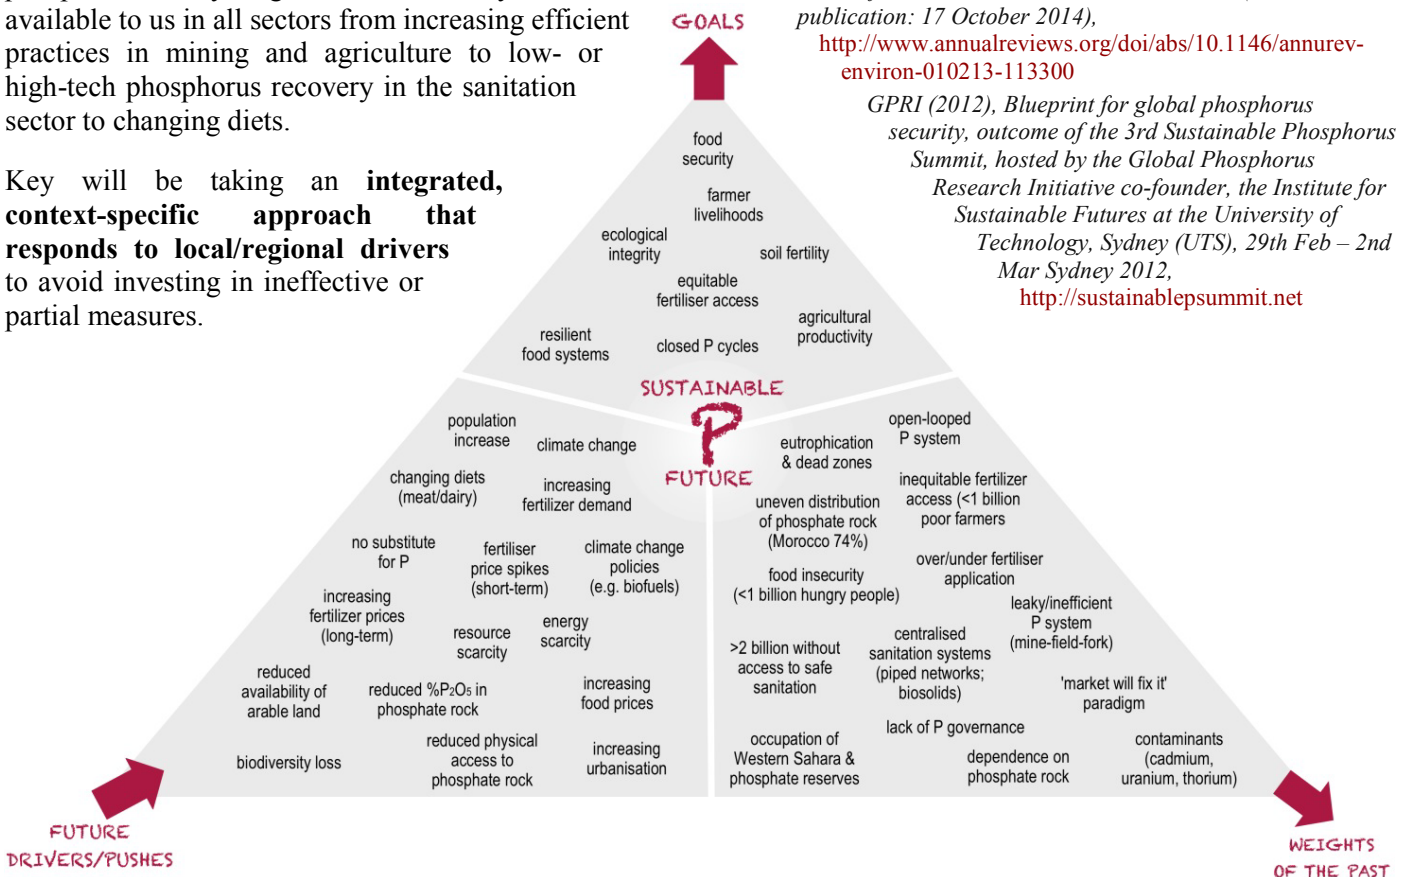 available to us in all sectors from increasing efficient
practices in mining and agriculture to low- or
high-tech phosphorus recovery in the sanitation
sector to changing diets.
Key will be taking an integrated,
context-specific approach that
responds to local/regional drivers
to avoid investing in ineffective or
partial measures.
publication: 17 October 2014),
http://www.annualreviews.org/doi/abs/10.1146/annurev-
environ-010213-113300
GPRI (2012), Blueprint for global phosphorus
security, outcome of the 3rd Sustainable Phosphorus
Summit, hosted by the Global Phosphorus
Research Initiative co-founder, the Institute for
Sustainable Futures at the University of
Technology, Sydney (UTS), 29th Feb – 2nd
Mar Sydney 2012,
http://sustainablepsummit.net
GOALS
food
security
farmer
livelihoods
ecological
integrity
soil fertility
equitable
fertiliser access
agricultural
productivity
resilient
food systems
closed P cycles
SUSTAINABLE
P
FUTURE
population
increase
climate change
changing diets
(meat/dairy)
increasing
fertilizer demand
no substitute
for P
fertiliser
price spikes
(short-term)
climate change
policies
(e.g. biofuels)
increasing
fertilizer prices
(long-term)
resource
scarcity
energy
scarcity
reduced
availability of
arable land
reduced %P₂O₅ in
phosphate rock
increasing
food prices
biodiversity loss
reduced physical
access to
phosphate rock
increasing
urbanisation
FUTURE
DRIVERS/PUSHES
open-looped
P system
eutrophication
& dead zones
inequitable fertilizer
access (<1 billion
poor farmers
uneven distribution
of phosphate rock
(Morocco 74%)
over/under fertiliser
application
food insecurity
(<1 billion hungry people)
leaky/inefficient
P system
(mine-field-fork)
>2 billion without
access to safe
sanitation
centralised
sanitation systems
(piped networks;
biosolids)
'market will fix it'
paradigm
lack of P governance
occupation of
Western Sahara &
phosphate reserves
dependence on
phosphate rock
contaminants
(cadmium,
uranium, thorium)
WEIGHTS
OF THE PAST